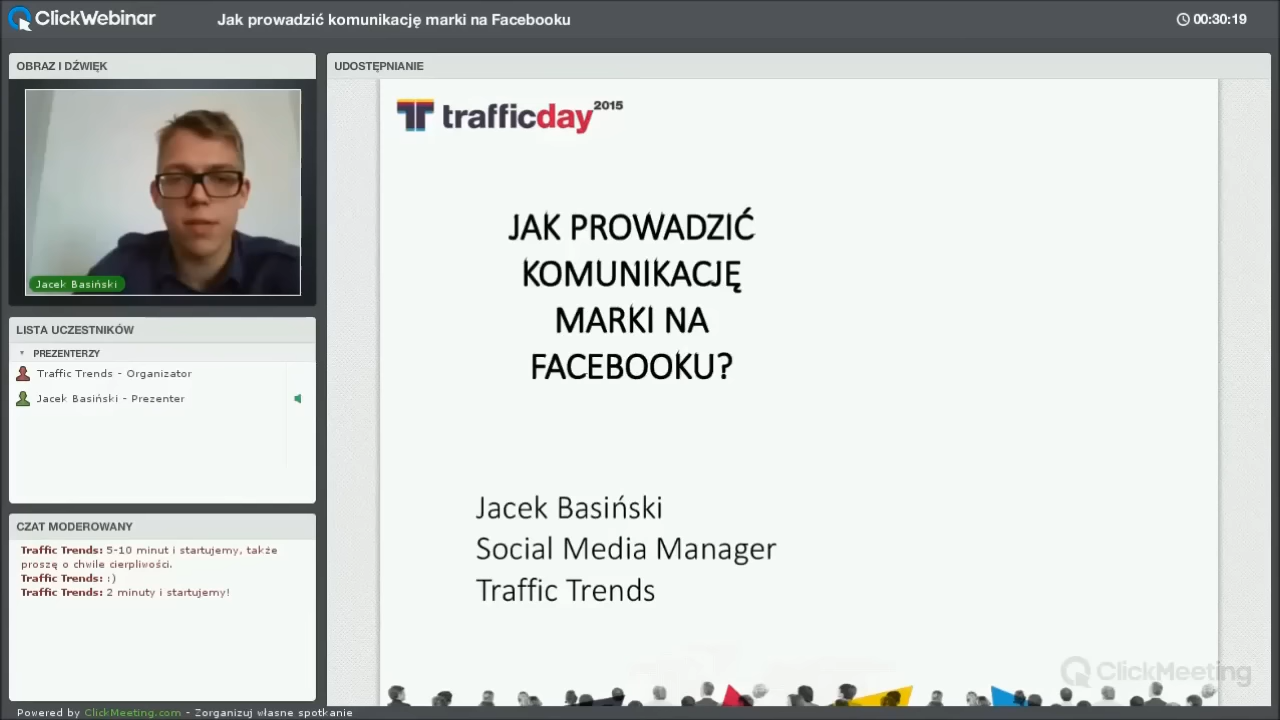 ClickWebinar
Jak prowadzić komunikację marki na Facebooku
00:30:19
OBRAZ I DŹWIĘK
Jacek Basiński
LISTA UCZESTNIKÓW
PREZENTERZY
Traffic Trends - Organizator
Jacek Basiński - Prezenter
CZAT MODEROWANY
Traffic Trends: 5-10 minut i startujemy, także
proszę o chwile cierpliwości.
Traffic Trends: :)
Traffic Trends: 2 minuty i startujemy!
UDOSTĘPNIANIE
trafficday 2015
JAK PROWADZIĆ
KOMUNIKACJĘ
MARKI NA
FACEBOOKU?
Jacek Basiński
Social Media Manager
Traffic Trends
ClickMeeting
Powered by ClickMeeting.com - Zorganizuj własne spotkanie